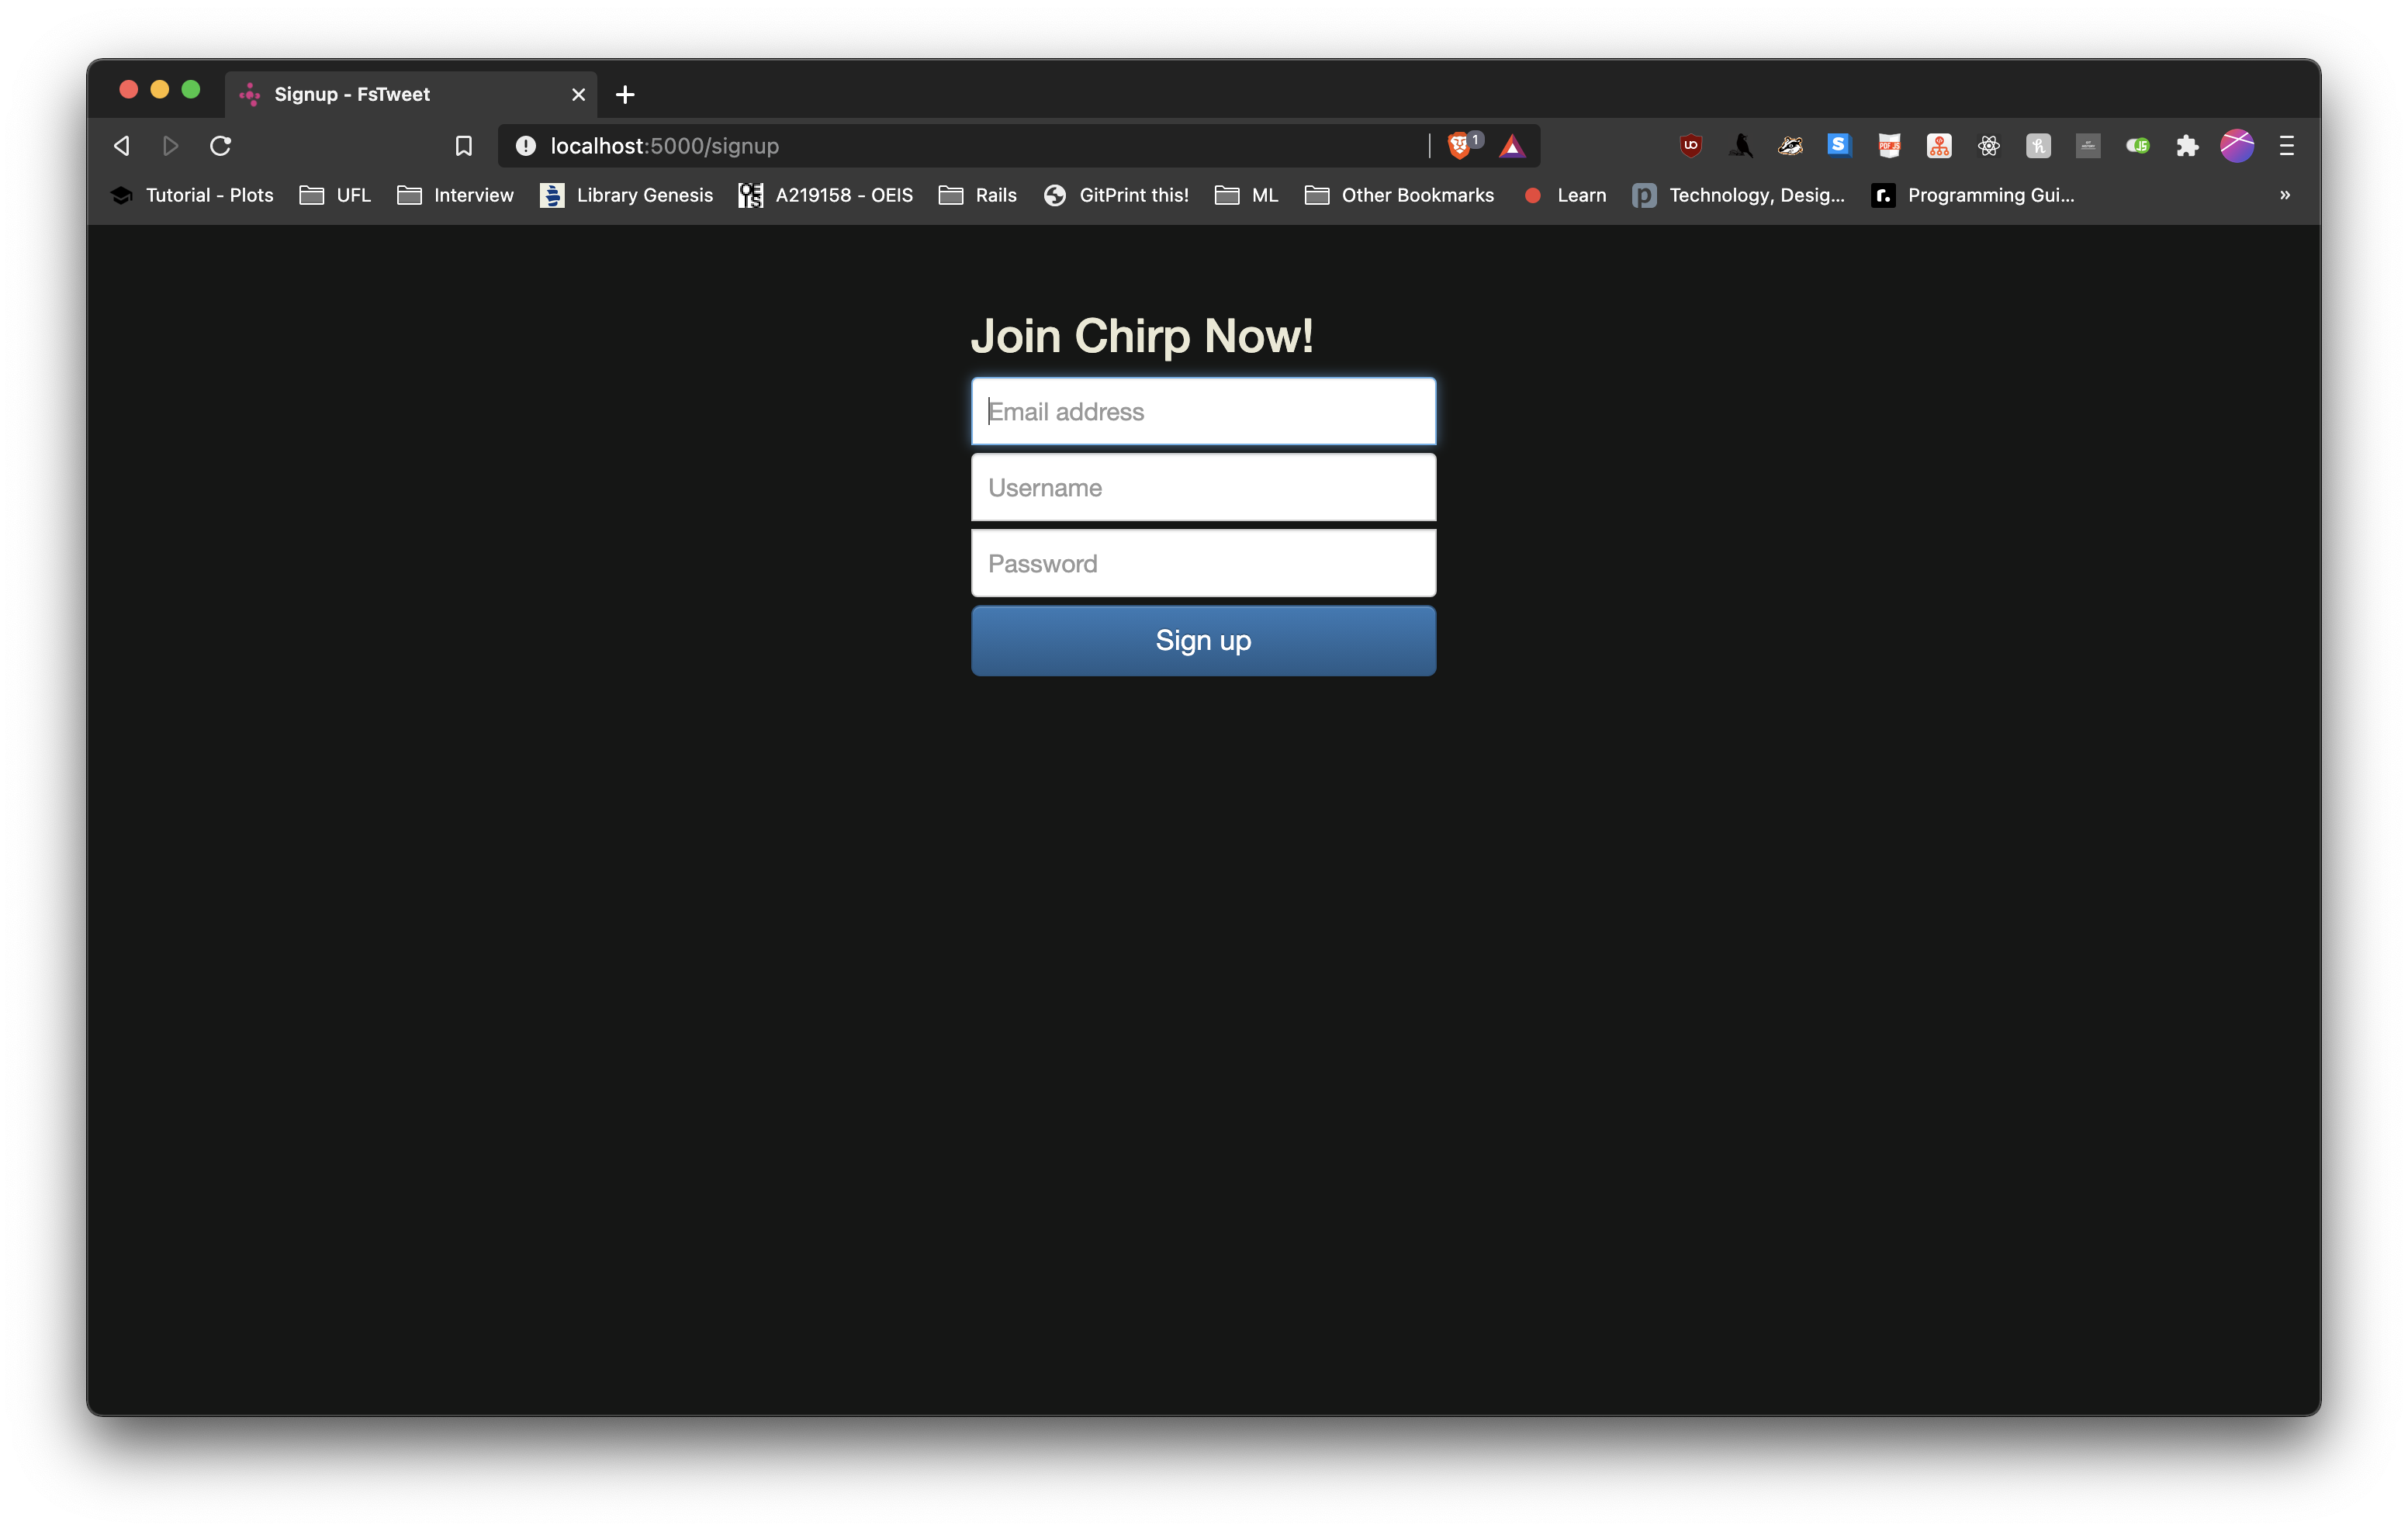 Signup - FsTweet
localhost:5000/signup
1
Tutorial - Plots UFL Interview Library Genesis A219158 - OEIS Rails GitPrint this! ML Other Bookmarks Learn Technology, Desig... Programming Gui... »
Join Chirp Now!
Email address
Username
Password
Sign up